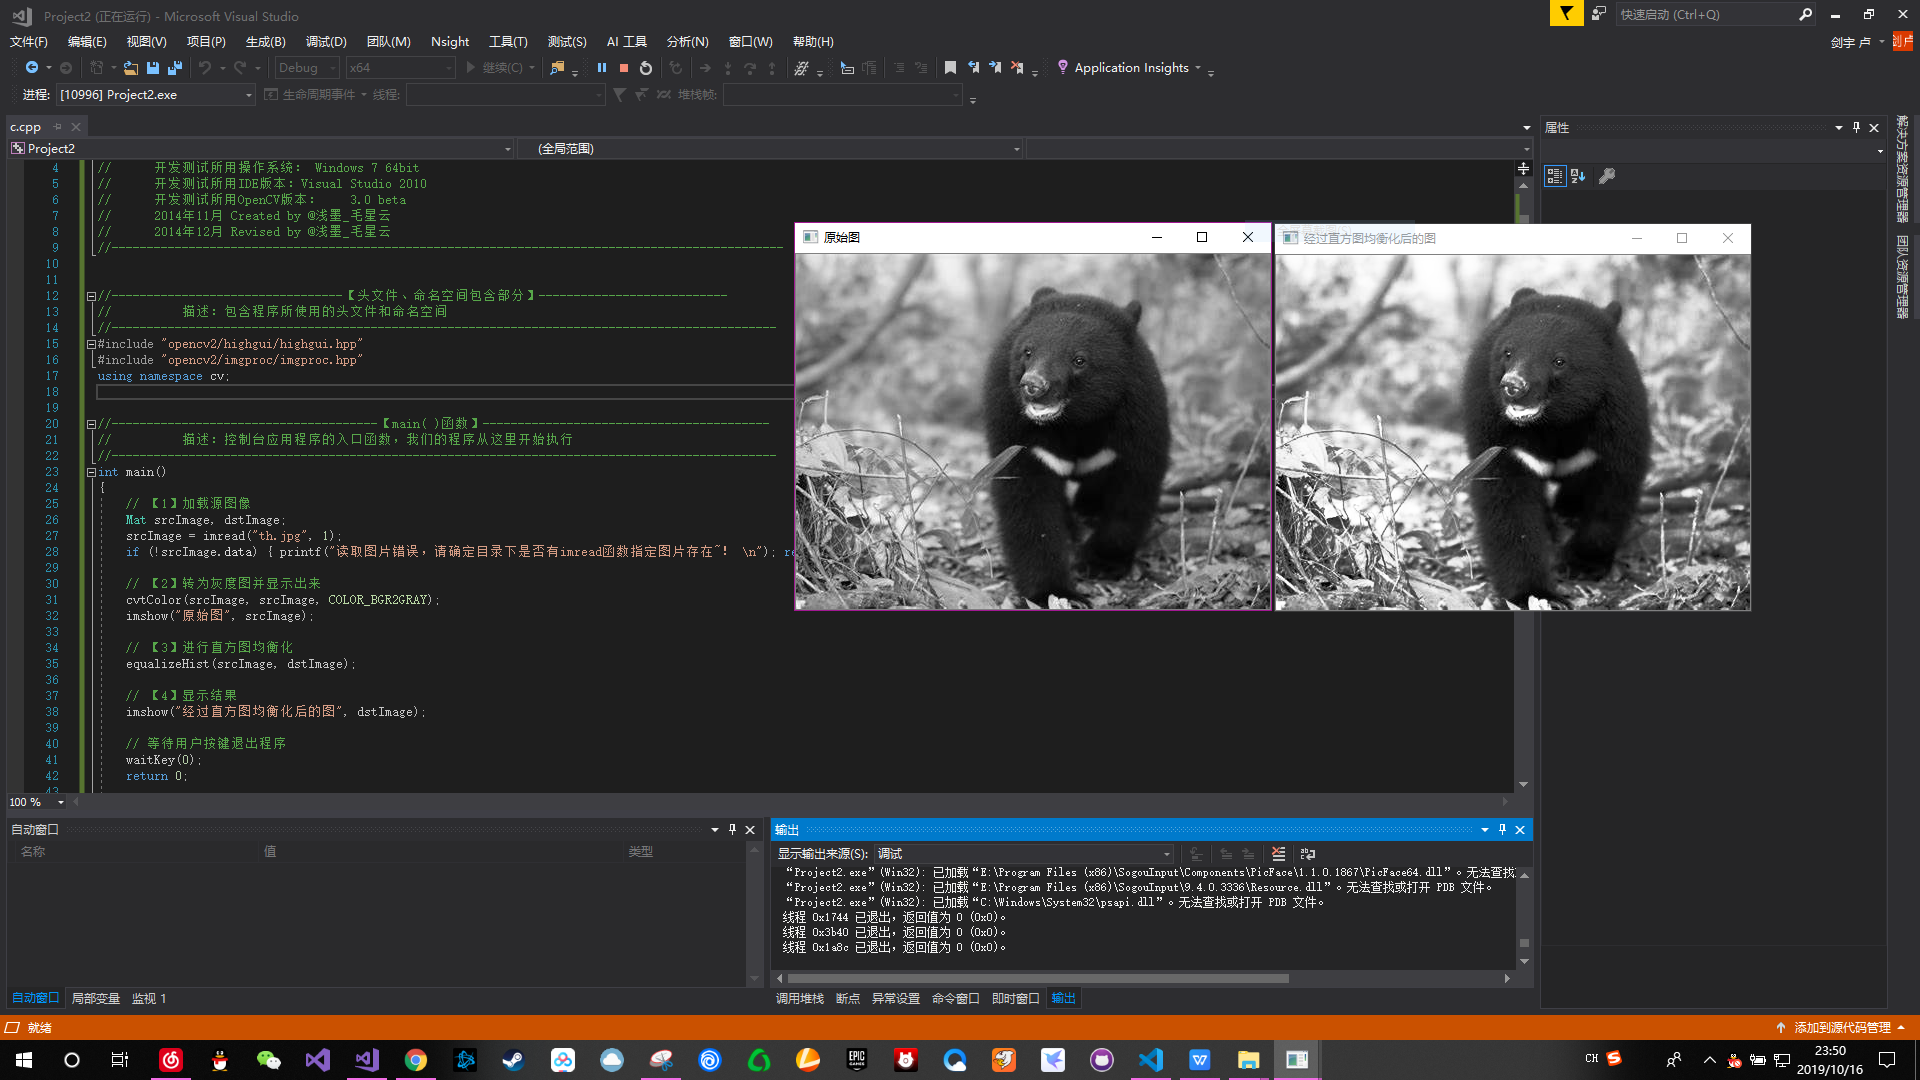 Project2 (正在运行) - Microsoft Visual Studio
快速启动 (Ctrl+Q)
文件(F) 编辑(E) 视图(V) 项目(P) 生成(B) 调试(D) 团队(M) Nsight 工具(T) 测试(S) AI 工具 分析(N) 窗口(W) 帮助(H)
剑宇 卢
剑卢
Debug x64 继续(C) Application Insights
进程: [10996] Project2.exe 生命周期事件 线程: 堆栈帧:
c.cpp
Project2 (全局范围)
4 // 开发测试所用操作系统: Windows 7 64bit
5 // 开发测试所用IDE版本:Visual Studio 2010
6 // 开发测试所用OpenCV版本: 3.0 beta
7 // 2014年11月 Created by @浅墨_毛星云
8 // 2014年12月 Revised by @浅墨_毛星云
9 //------------------------------------------------------------------------------------------------
10
11
12 //---------------------------------【头文件、命名空间包含部分】---------------------------
13 // 描述:包含程序所使用的头文件和命名空间
14 //-----------------------------------------------------------------------------------------------
15 #include "opencv2/highgui/highgui.hpp"
16 #include "opencv2/imgproc/imgproc.hpp"
17 using namespace cv;
18
19
20 //--------------------------------------【main( )函数】-----------------------------------------
21 // 描述:控制台应用程序的入口函数,我们的程序从这里开始执行
22 //-----------------------------------------------------------------------------------------------
23 int main()
24 {
25 // 【1】加载源图像
26 Mat srcImage, dstImage;
27 srcImage = imread("th.jpg", 1);
28 if (!srcImage.data) { printf("读取图片错误,请确定目录下是否有imread函数指定图片存在~! \n"); re
29
30 // 【2】转为灰度图并显示出来
31 cvtColor(srcImage, srcImage, COLOR_BGR2GRAY);
32 imshow("原始图", srcImage);
33
34 // 【3】进行直方图均衡化
35 equalizeHist(srcImage, dstImage);
36
37 // 【4】显示结果
38 imshow("经过直方图均衡化后的图", dstImage);
39
40 // 等待用户按键退出程序
41 waitKey(0);
42 return 0;
43
100 %
原始图
经过直方图均衡化后的图
属性
解决方案资源管理器
团队资源管理器
自动窗口
名称 值 类型
自动窗口 局部变量 监视 1
输出
显示输出来源(S): 调试
“Project2.exe”(Win32): 已加载“E:\Program Files (x86)\SogouInput\Components\PicFace\1.1.0.1867\PicFace64.dll”。无法查找
“Project2.exe”(Win32): 已加载“E:\Program Files (x86)\SogouInput\9.4.0.3336\Resource.dll”。无法查找或打开 PDB 文件。
“Project2.exe”(Win32): 已加载“C:\Windows\System32\psapi.dll”。无法查找或打开 PDB 文件。
线程 0x1744 已退出,返回值为 0 (0x0)。
线程 0x3b40 已退出,返回值为 0 (0x0)。
线程 0x1a8c 已退出,返回值为 0 (0x0)。
调用堆栈 断点 异常设置 命令窗口 即时窗口 输出
就绪
添加到源代码管理
EPIC GAMES
CH
23:50
2019/10/16